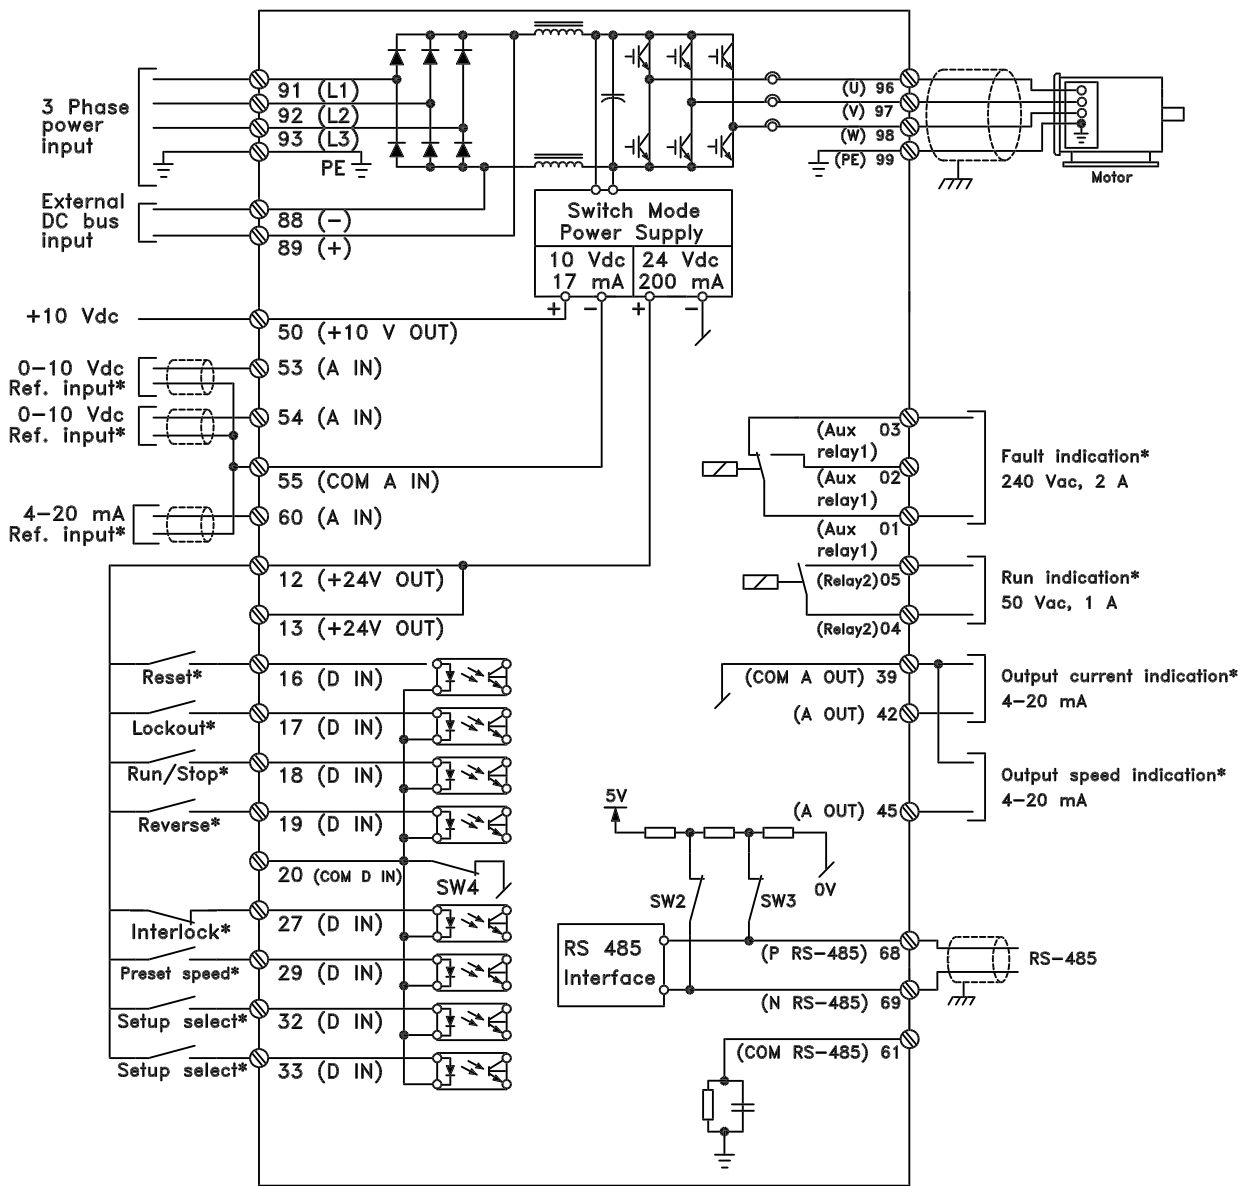 3 Phase
power
input
91 (L1)
92 (L2)
93 (L3)
PE
External
DC bus
input
88 (−)
89 (+)
Switch Mode
Power Supply
10 Vdc
17 mA
24 Vdc
200 mA
+ − + −
(U) 96
(V) 97
(W) 98
(PE) 99
Motor
+10 Vdc
50 (+10 V OUT)
0−10 Vdc
Ref. input*
53 (A IN)
0−10 Vdc
Ref. input*
54 (A IN)
55 (COM A IN)
4−20 mA
Ref. input*
60 (A IN)
12 (+24V OUT)
13 (+24V OUT)
Reset*
16 (D IN)
Lockout*
17 (D IN)
Run/Stop*
18 (D IN)
Reverse*
19 (D IN)
20 (COM D IN)
SW4
Interlock*
27 (D IN)
Preset speed*
29 (D IN)
Setup select*
32 (D IN)
Setup select*
33 (D IN)
(Aux 03
relay1)
(Aux 02
relay1)
(Aux 01
relay1)
Fault indication*
240 Vac, 2 A
(Relay2)05
(Relay2)04
Run indication*
50 Vac, 1 A
(COM A OUT) 39
(A OUT) 42
Output current indication*
4−20 mA
(A OUT) 45
Output speed indication*
4−20 mA
5V
0V
SW2
SW3
RS 485
Interface
(P RS−485) 68
(N RS−485) 69
RS−485
(COM RS−485) 61